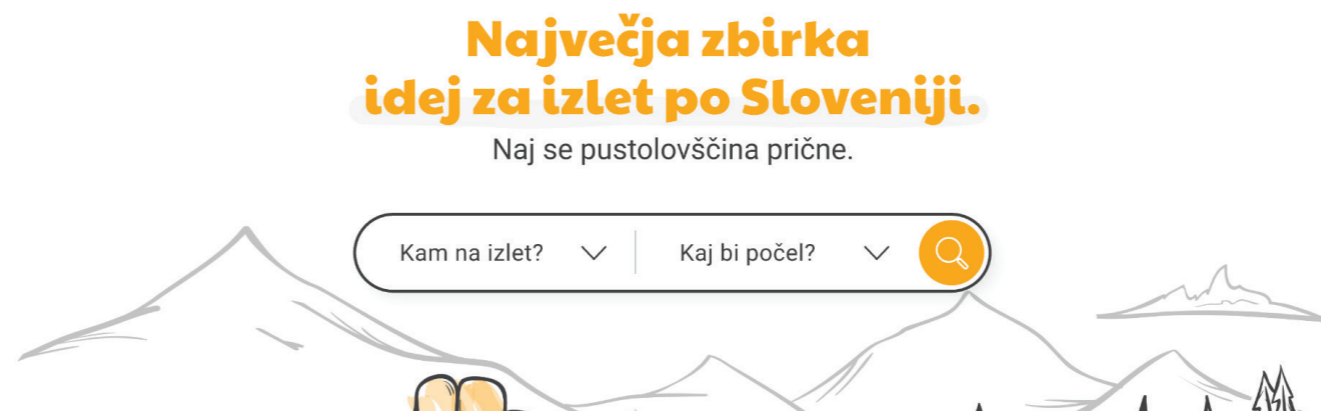 Največja zbirka
idej za izlet po Sloveniji.
Naj se pustolovščina prične.
Kam na izlet? Kaj bi počel?